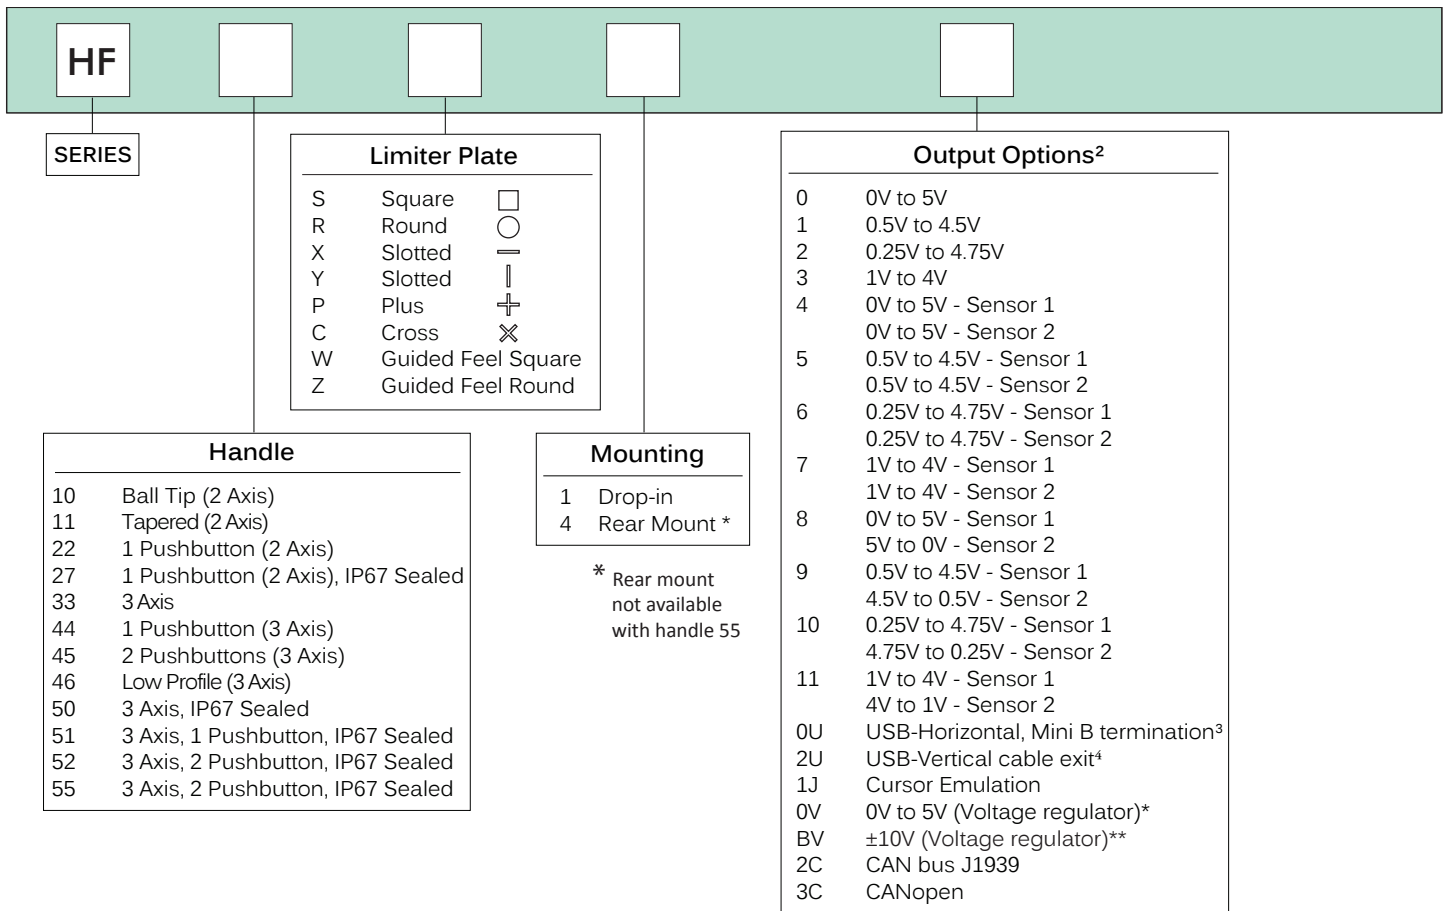 HF
SERIES
Limiter Plate
S Square
R Round
X Slotted
Y Slotted
P Plus
C Cross
W Guided Feel Square
Z Guided Feel Round
Handle
10 Ball Tip (2 Axis)
11 Tapered (2 Axis)
22 1 Pushbutton (2 Axis)
27 1 Pushbutton (2 Axis), IP67 Sealed
33 3 Axis
44 1 Pushbutton (3 Axis)
45 2 Pushbuttons (3 Axis)
46 Low Profile (3 Axis)
50 3 Axis, IP67 Sealed
51 3 Axis, 1 Pushbutton, IP67 Sealed
52 3 Axis, 2 Pushbutton, IP67 Sealed
55 3 Axis, 2 Pushbutton, IP67 Sealed
Mounting
1 Drop-in
4 Rear Mount *
* Rear mount
not available
with handle 55
Output Options²
0 0V to 5V
1 0.5V to 4.5V
2 0.25V to 4.75V
3 1V to 4V
4 0V to 5V - Sensor 1
0V to 5V - Sensor 2
5 0.5V to 4.5V - Sensor 1
0.5V to 4.5V - Sensor 2
6 0.25V to 4.75V - Sensor 1
0.25V to 4.75V - Sensor 2
7 1V to 4V - Sensor 1
1V to 4V - Sensor 2
8 0V to 5V - Sensor 1
5V to 0V - Sensor 2
9 0.5V to 4.5V - Sensor 1
4.5V to 0.5V - Sensor 2
10 0.25V to 4.75V - Sensor 1
4.75V to 0.25V - Sensor 2
11 1V to 4V - Sensor 1
4V to 1V - Sensor 2
0U USB-Horizontal, Mini B termination³
2U USB-Vertical cable exit⁴
1J Cursor Emulation
0V 0V to 5V (Voltage regulator)*
BV ±10V (Voltage regulator)**
2C CAN bus J1939
3C CANopen